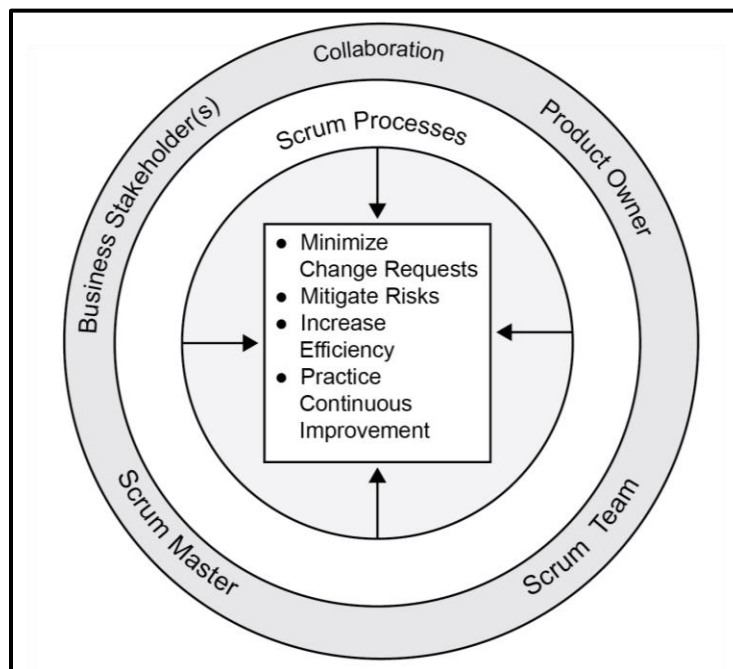 Collaboration
Business Stakeholder(s)
Product Owner
Scrum Processes
● Minimize
Change Requests
● Mitigate Risks
● Increase
Efficiency
● Practice
Continuous
Improvement
Scrum Master
Scrum Team